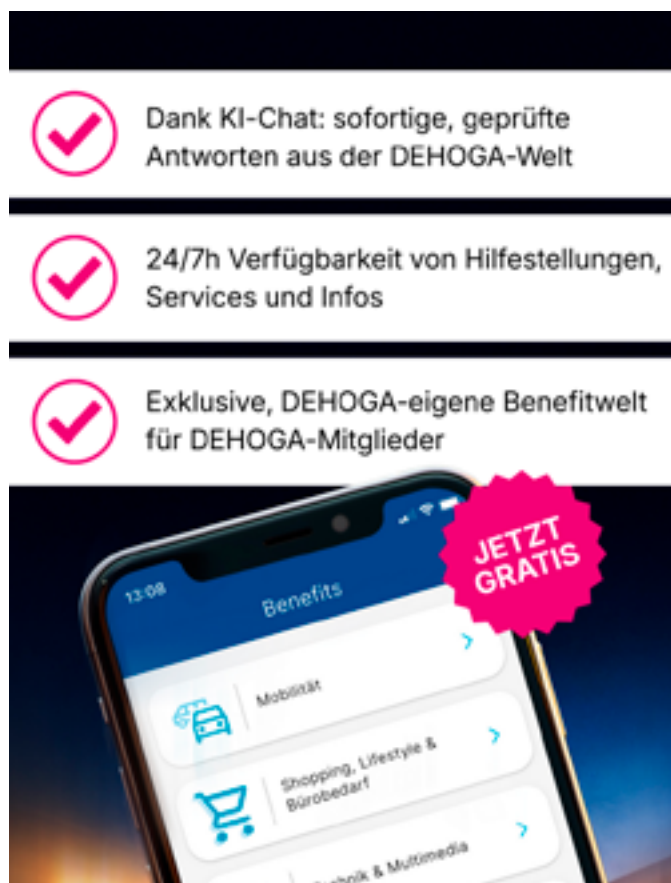 Dank KI-Chat: sofortige, geprüfte
Antworten aus der DEHOGA-Welt
24/7h Verfügbarkeit von Hilfestellungen,
Services und Infos
Exklusive, DEHOGA-eigene Benefitwelt
für DEHOGA-Mitglieder
JETZT
GRATIS
13:08
Benefits
Mobilität
Shopping, Lifestyle &
Bürobedarf
& Multimedia